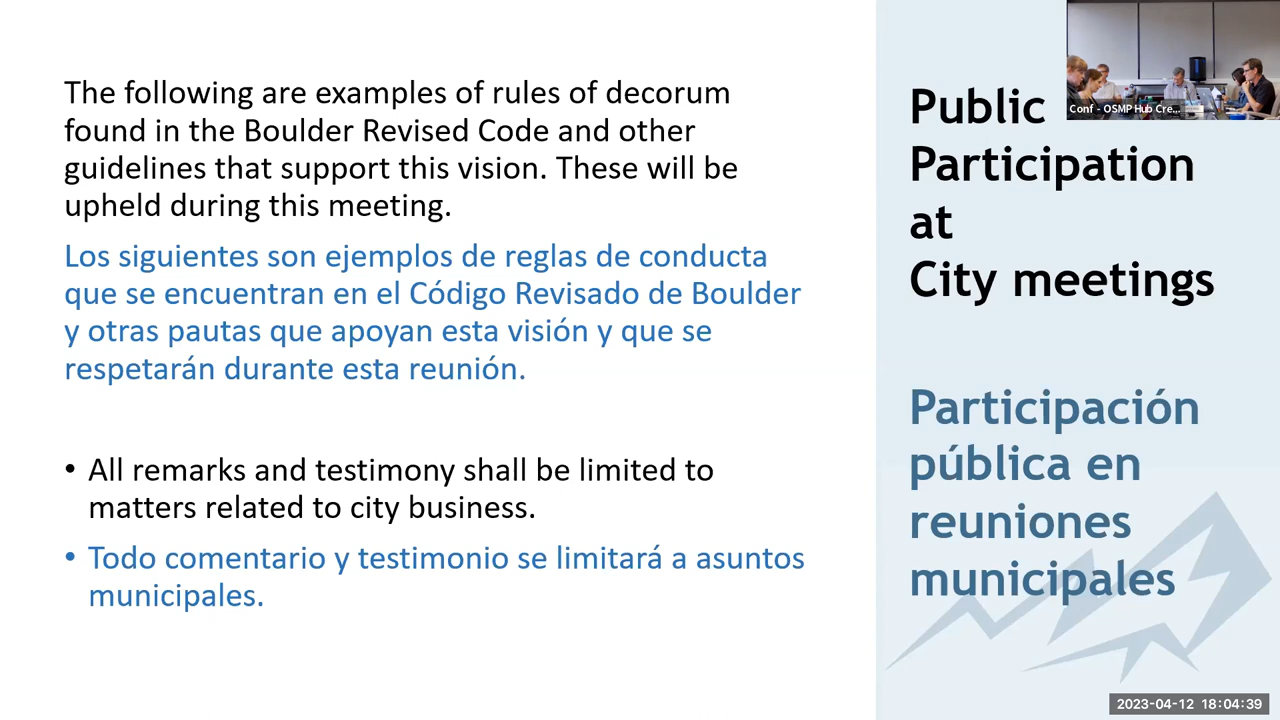 The following are examples of rules of decorum
found in the Boulder Revised Code and other
guidelines that support this vision. These will be
upheld during this meeting.
Los siguientes son ejemplos de reglas de conducta
que se encuentran en el Código Revisado de Boulder
y otras pautas que apoyan esta visión y que se
respetarán durante esta reunión.
• All remarks and testimony shall be limited to
matters related to city business.
• Todo comentario y testimonio se limitará a asuntos
municipales.
Public
Participation
at
City meetings
Participación
pública en
reuniones
municipales
Conf - OSMP Hub Cre...
2023-04-12 18:04:39